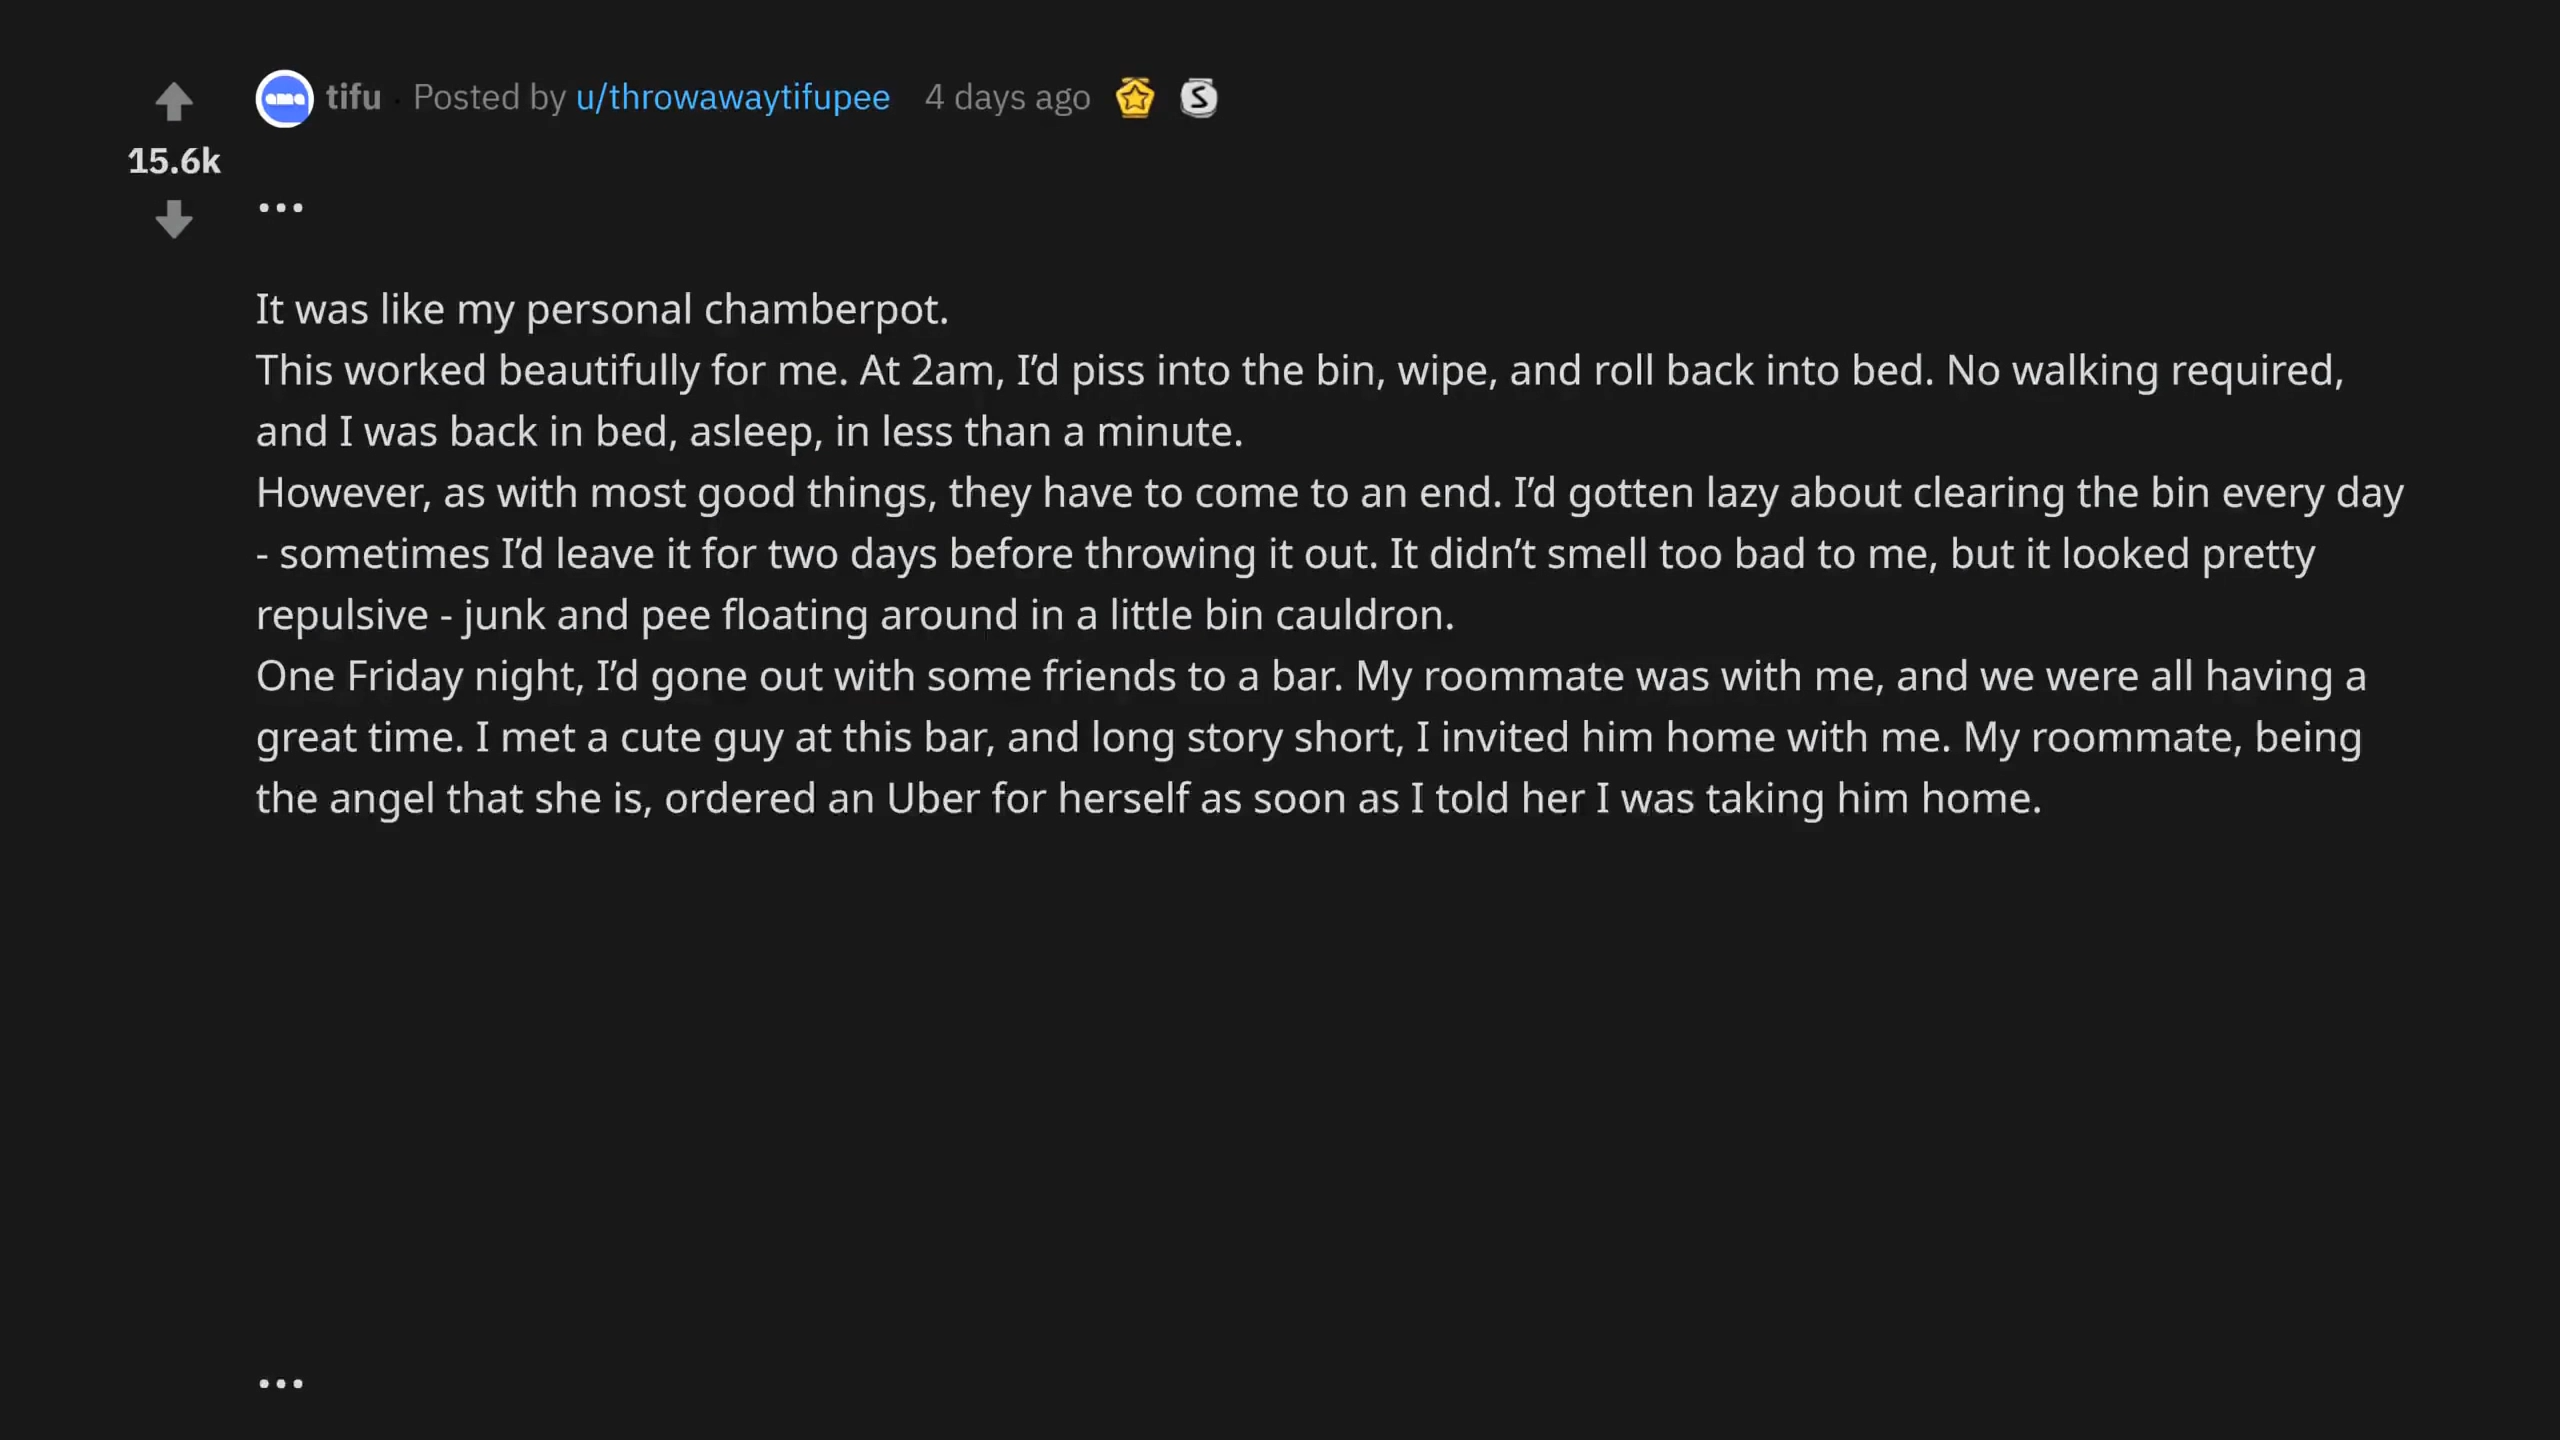 ama tifu · Posted by u/throwawaytifupee 4 days ago S
15.6k
...
It was like my personal chamberpot.
This worked beautifully for me. At 2am, I’d piss into the bin, wipe, and roll back into bed. No walking required,
and I was back in bed, asleep, in less than a minute.
However, as with most good things, they have to come to an end. I’d gotten lazy about clearing the bin every day
- sometimes I’d leave it for two days before throwing it out. It didn’t smell too bad to me, but it looked pretty
repulsive - junk and pee floating around in a little bin cauldron.
One Friday night, I’d gone out with some friends to a bar. My roommate was with me, and we were all having a
great time. I met a cute guy at this bar, and long story short, I invited him home with me. My roommate, being
the angel that she is, ordered an Uber for herself as soon as I told her I was taking him home.
...